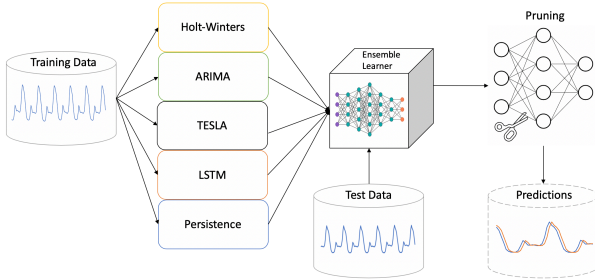 Training Data
Holt-Winters
ARIMA
TESLA
LSTM
Persistence
Ensemble
Learner
Test Data
Pruning
Predictions